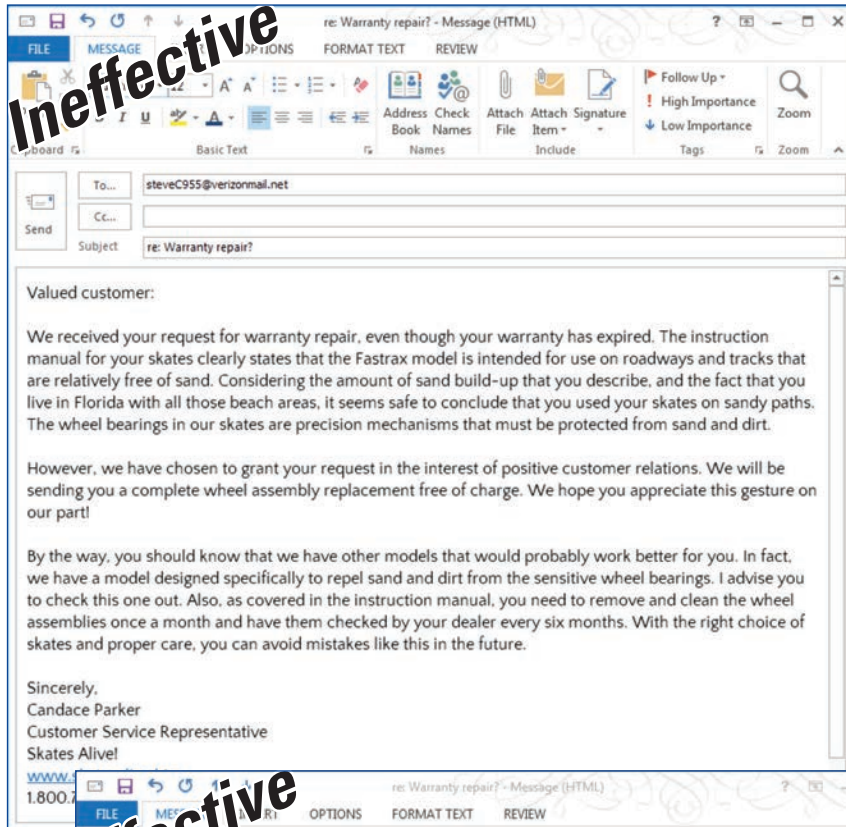 Ineffective
re: Warranty repair? - Message (HTML)
FILE MESSAGE OPTIONS FORMAT TEXT REVIEW
Address Book
Check Names
Attach File
Attach Item
Signature
Follow Up
High Importance
Low Importance
Zoom
Basic Text Names Include Tags Zoom
To... steveC955@verizonmail.net
Cc...
Send
Subject re: Warranty repair?
Valued customer:
We received your request for warranty repair, even though your warranty has expired. The instruction
manual for your skates clearly states that the Fastrax model is intended for use on roadways and tracks that
are relatively free of sand. Considering the amount of sand build-up that you describe, and the fact that you
live in Florida with all those beach areas, it seems safe to conclude that you used your skates on sandy paths.
The wheel bearings in our skates are precision mechanisms that must be protected from sand and dirt.
However, we have chosen to grant your request in the interest of positive customer relations. We will be
sending you a complete wheel assembly replacement free of charge. We hope you appreciate this gesture on
our part!
By the way, you should know that we have other models that would probably work better for you. In fact,
we have a model designed specifically to repel sand and dirt from the sensitive wheel bearings. I advise you
to check this one out. Also, as covered in the instruction manual, you need to remove and clean the wheel
assemblies once a month and have them checked by your dealer every six months. With the right choice of
skates and proper care, you can avoid mistakes like this in the future.
Sincerely,
Candace Parker
Customer Service Representative
Skates Alive!
re: Warranty repair? - Message (HTML)
FILE OPTIONS FORMAT TEXT REVIEW